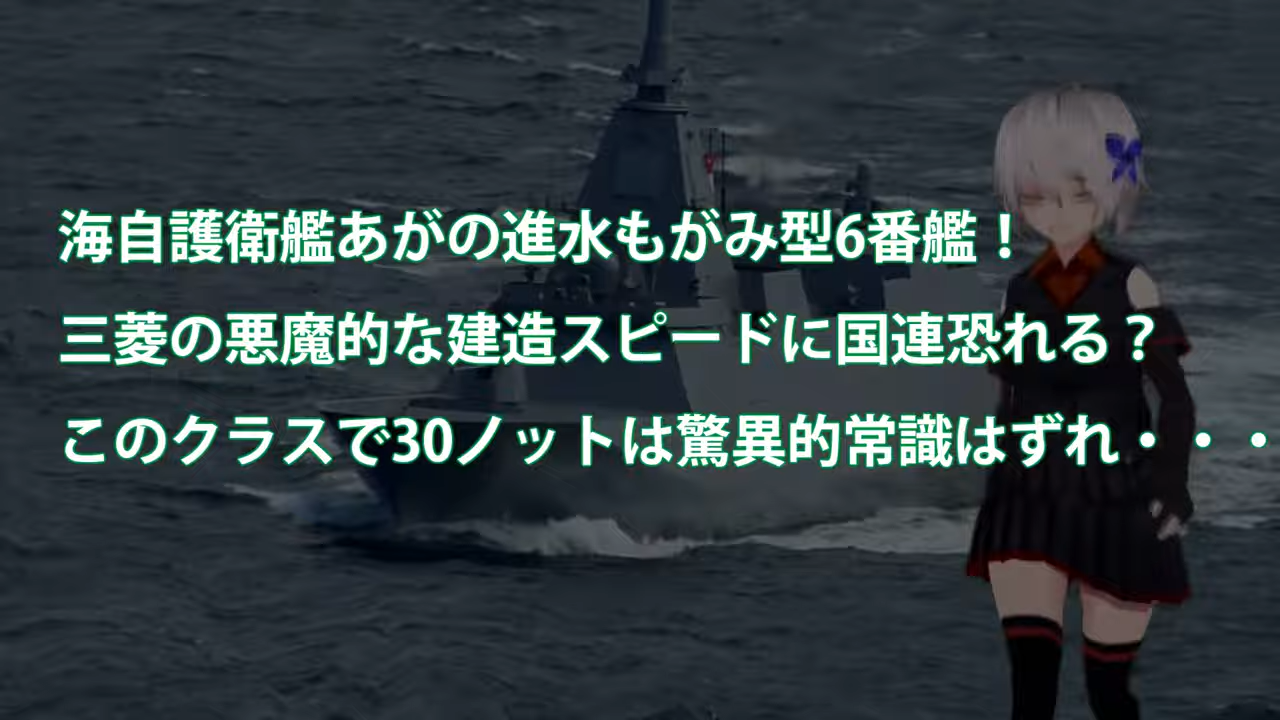 海自護衛艦あがの進水もがみ型6番艦！
三菱の悪魔的な建造スピードに国連恐れる？
このクラスで30ノットは驚異的常識はずれ・・・